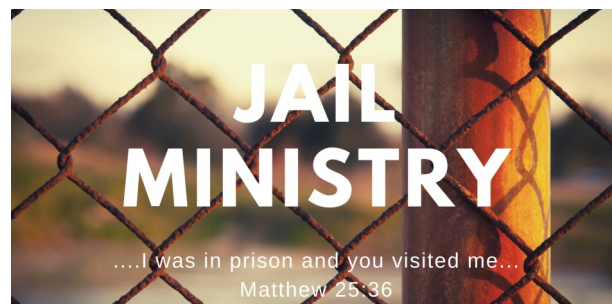 JAIL
MINISTRY
....I was in prison and you visited me...
Matthew 25:36